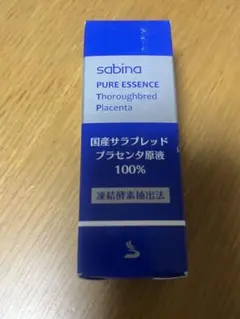 sabina
PURE ESSENCE
Thoroughbred
Placenta
国産サラブレッド
プラセンタ原液
100%
凍結酵素抽出法